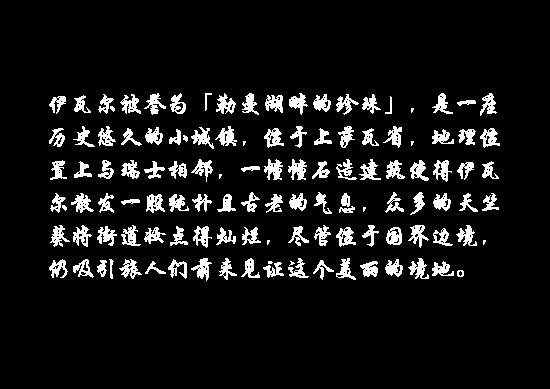 伊瓦尔被誉为「勒曼湖畔的珍珠」，是一座
历史悠久的小城镇，位于上萨瓦省，地理位
置上与瑞士相邻，一幢幢石造建筑使得伊瓦
尔散发一股纯朴且古老的气息，众多的天竺
葵将街道妆点得灿烂，尽管位于国界边境，
仍吸引旅人们前来见证这个美丽的境地。